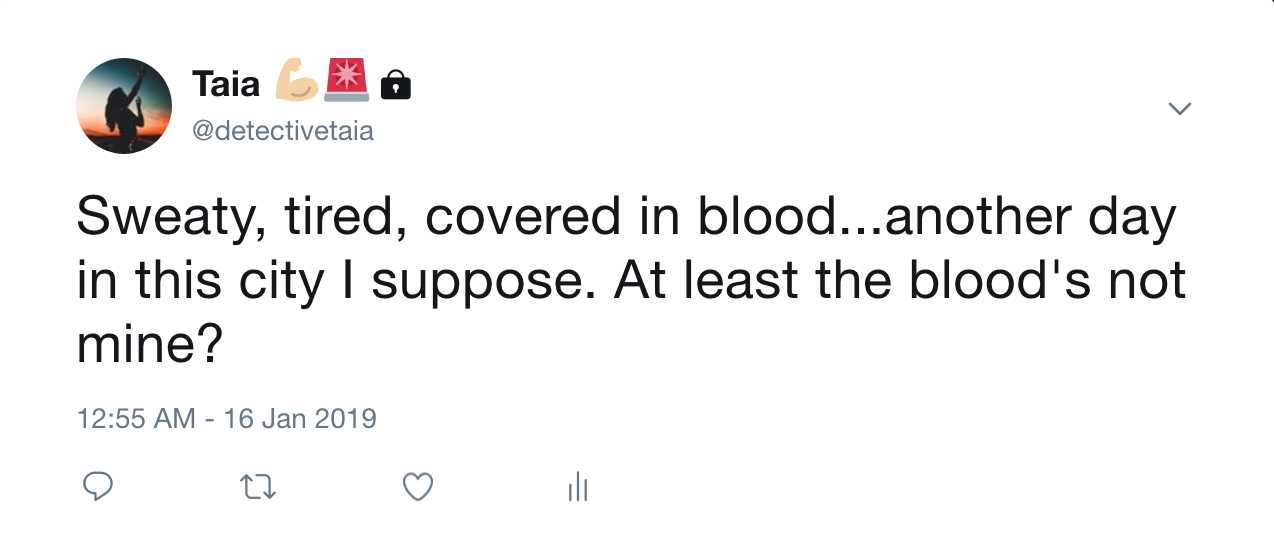 Taia 💪🏼🚨🔒
@detectivetaia
Sweaty, tired, covered in blood...another day
in this city I suppose. At least the blood's not
mine?
12:55 AM - 16 Jan 2019